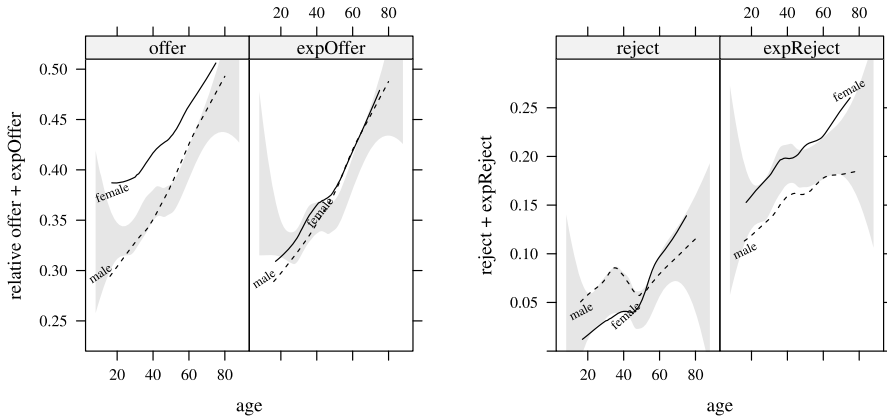 20 40 60 80
offer expOffer
0.50
0.45
0.40
0.35
0.30
0.25
relative offer + expOffer
female
male
female
male
20 40 60 80
age
20 40 60 80
reject expReject
0.25
0.20
0.15
0.10
0.05
reject + expReject
male
female
female
male
20 40 60 80
age